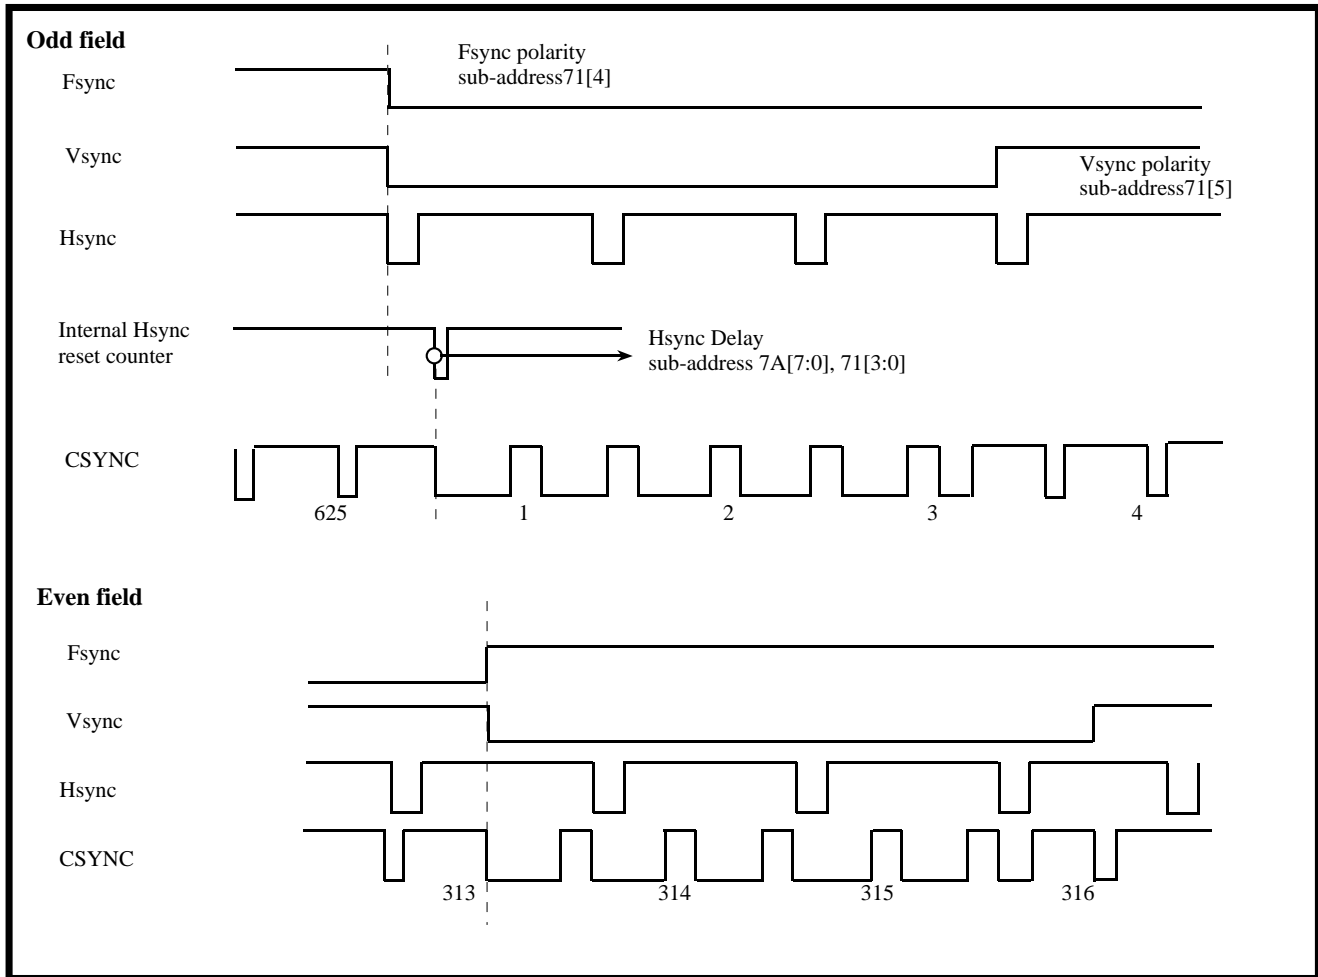 Odd field
Fsync polarity
sub-address71[4]
Fsync
Vsync
Vsync polarity
sub-address71[5]
Hsync
Internal Hsync
reset counter
Hsync Delay
sub-address 7A[7:0], 71[3:0]
CSYNC
625 1 2 3 4
Even field
Fsync
Vsync
Hsync
CSYNC
313 314 315 316